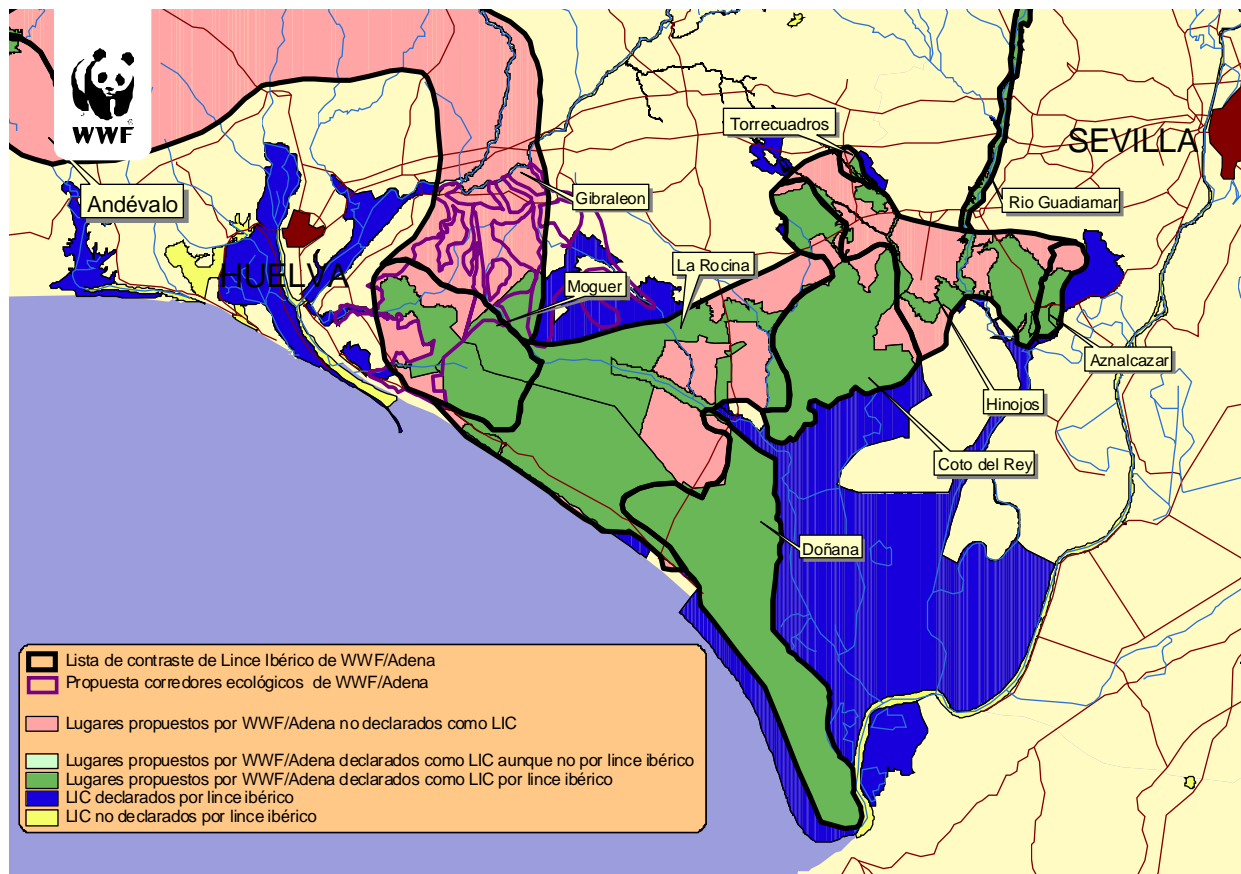 WWF
Torrecuadros
SEVILLA
Andévalo
Gibraleon
Rio Guadiamar
HUELVA
La Rocina
Moguer
Aznalcazar
Hinojos
Coto del Rey
Doñana
Lista de contraste de Lince Ibérico de WWF/Adena
Propuesta corredores ecológicos de WWF/Adena
Lugares propuestos por WWF/Adena no declarados como LIC
Lugares propuestos por WWF/Adena declarados como LIC aunque no por lince ibérico
Lugares propuestos por WWF/Adena declarados como LIC por lince ibérico
LIC declarados por lince ibérico
LIC no declarados por lince ibérico